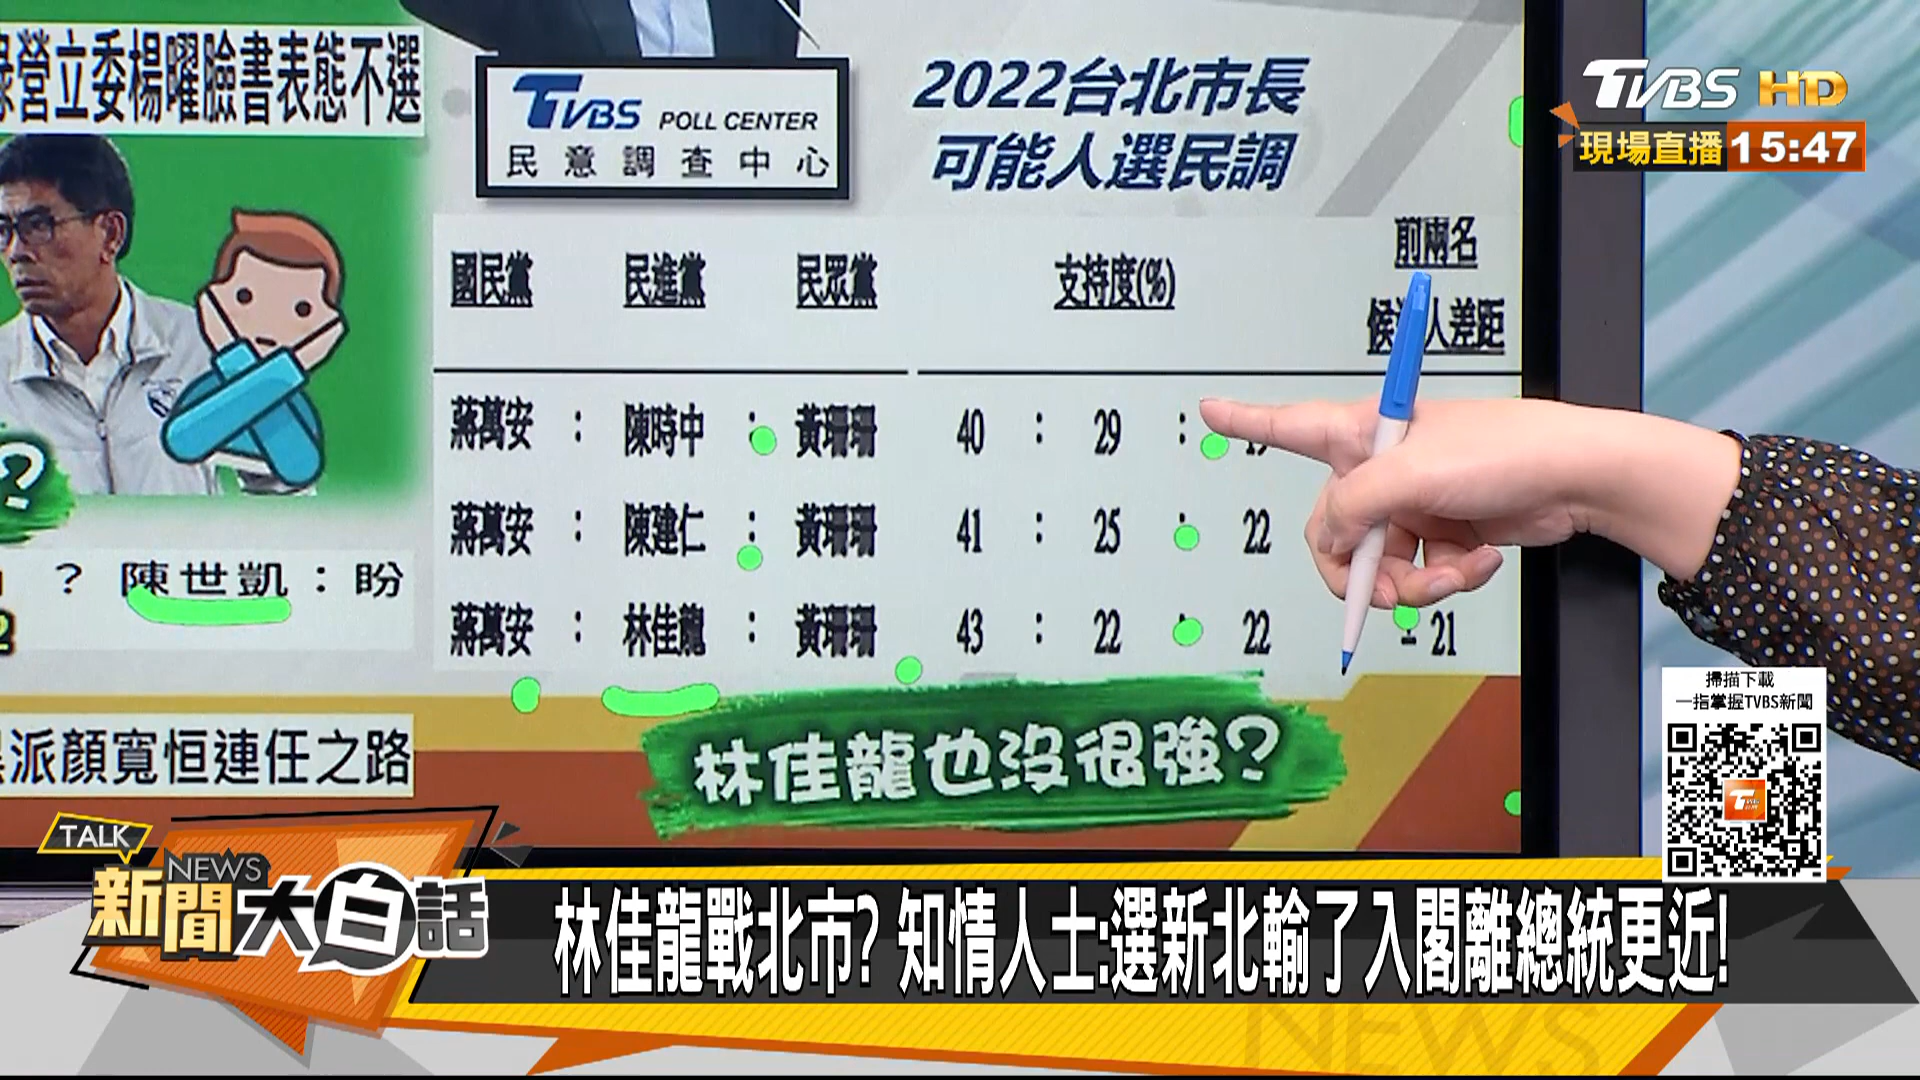 綠營立委楊曜臉書表態不選
?
? 陳世凱:盼
派顏寬恒連任之路
TVBS POLL CENTER
民意調查中心
2022台北市長
可能人選民調
國民黨 民進黨 民眾黨 支持度(%) 前兩名
候選人差距
蔣萬安 : 陳時中 : 黃珊珊 40 : 29 :
蔣萬安 : 陳建仁 : 黃珊珊 41 : 25 : 22
蔣萬安 : 林佳龍 : 黃珊珊 43 : 22 : 22 ± 21
林佳龍也沒很強?
TVBS HD
現場直播 15:47
掃描下載
一指掌握TVBS新聞
TALK
NEWS
新聞大白話
林佳龍戰北市? 知情人士:選新北輸了入閣離總統更近!
NEWS